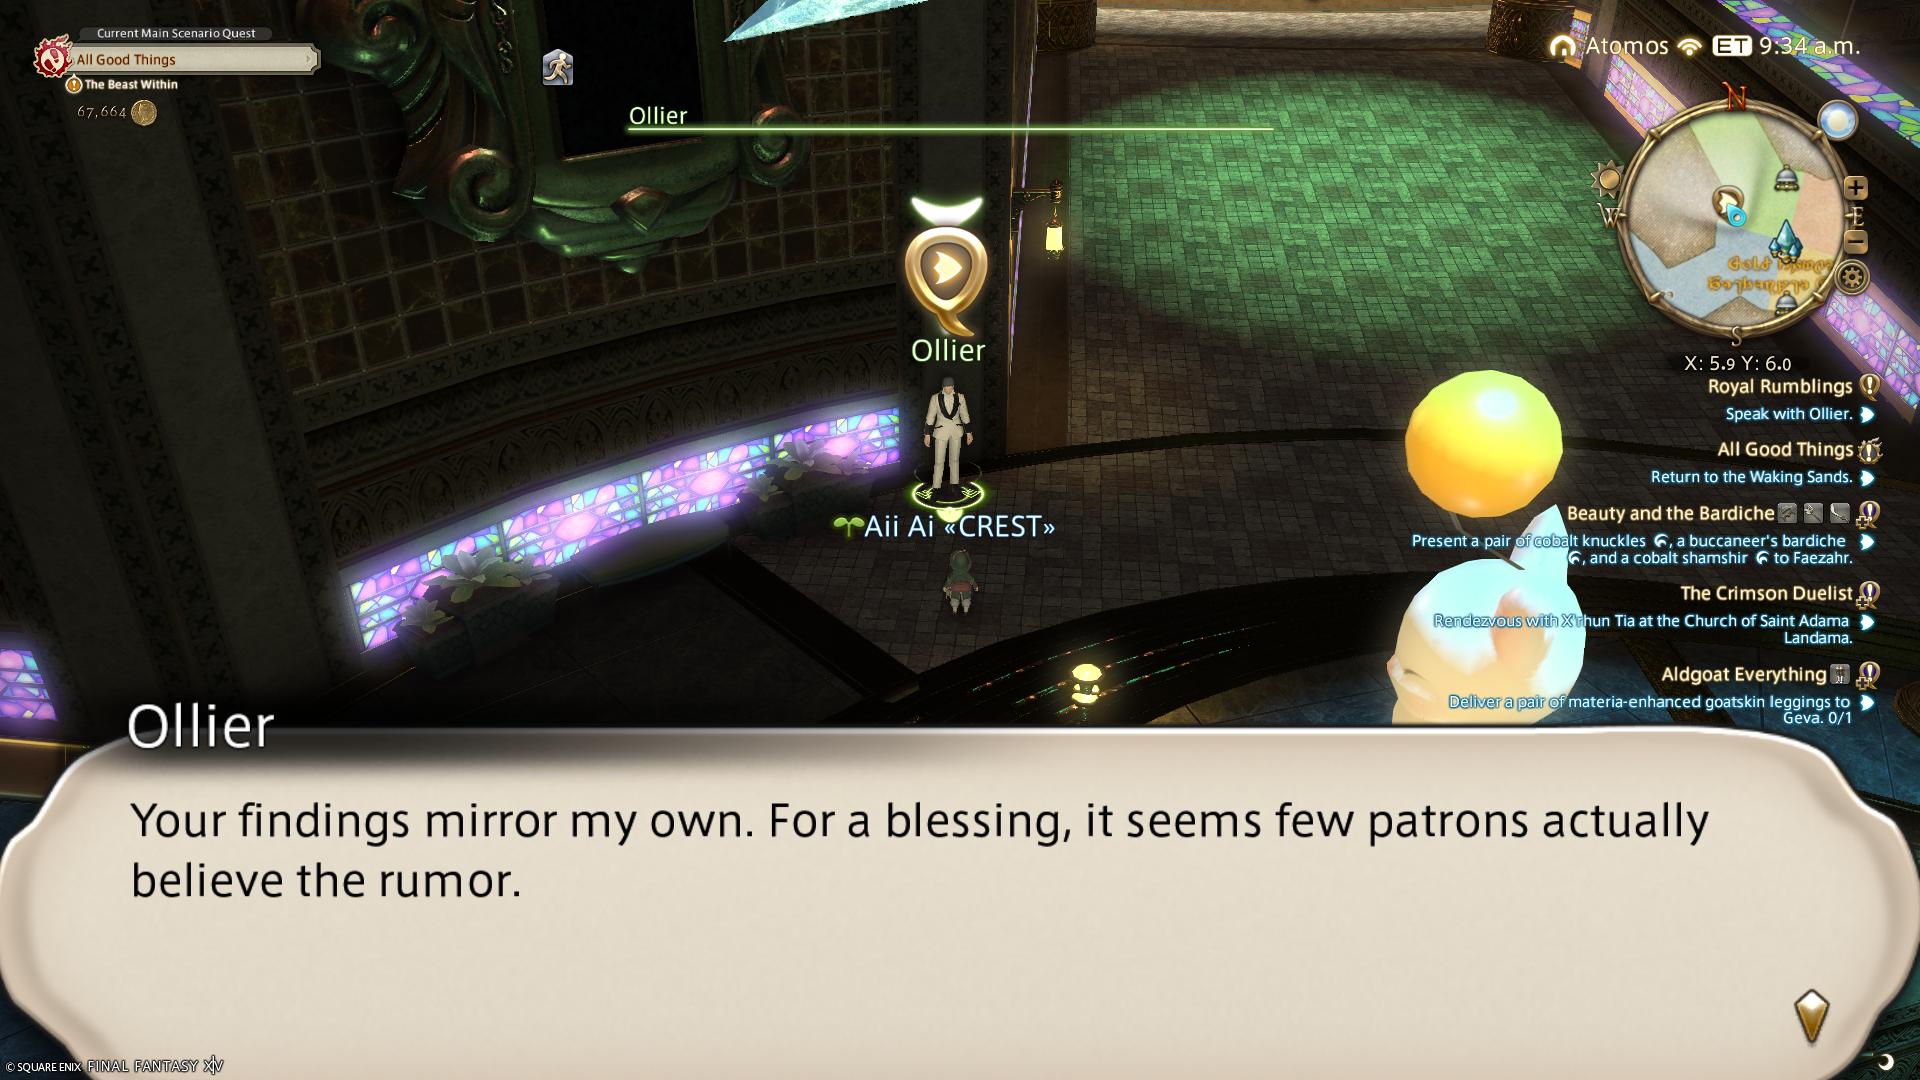 Current Main Scenario Quest
All Good Things
The Beast Within
67,664
Atomos ET 9:34 a.m.
Ollier
N
W
E
S
X: 5.9 Y: 6.0
Ollier
Aii Ai «CREST»
Royal Rumblings
Speak with Ollier.
All Good Things
Return to the Waking Sands.
Beauty and the Bardiche
Present a pair of cobalt knuckles , a buccaneer's bardiche
, and a cobalt shamshir to Faezahr.
The Crimson Duelist
Rendezvous with X'rhun Tia at the Church of Saint Adama
Landama.
Aldgoat Everything
Deliver a pair of materia-enhanced goatskin leggings to
Geva. 0/1
Ollier
Your findings mirror my own. For a blessing, it seems few patrons actually
believe the rumor.
© SQUARE ENIX FINAL FANTASY XIV